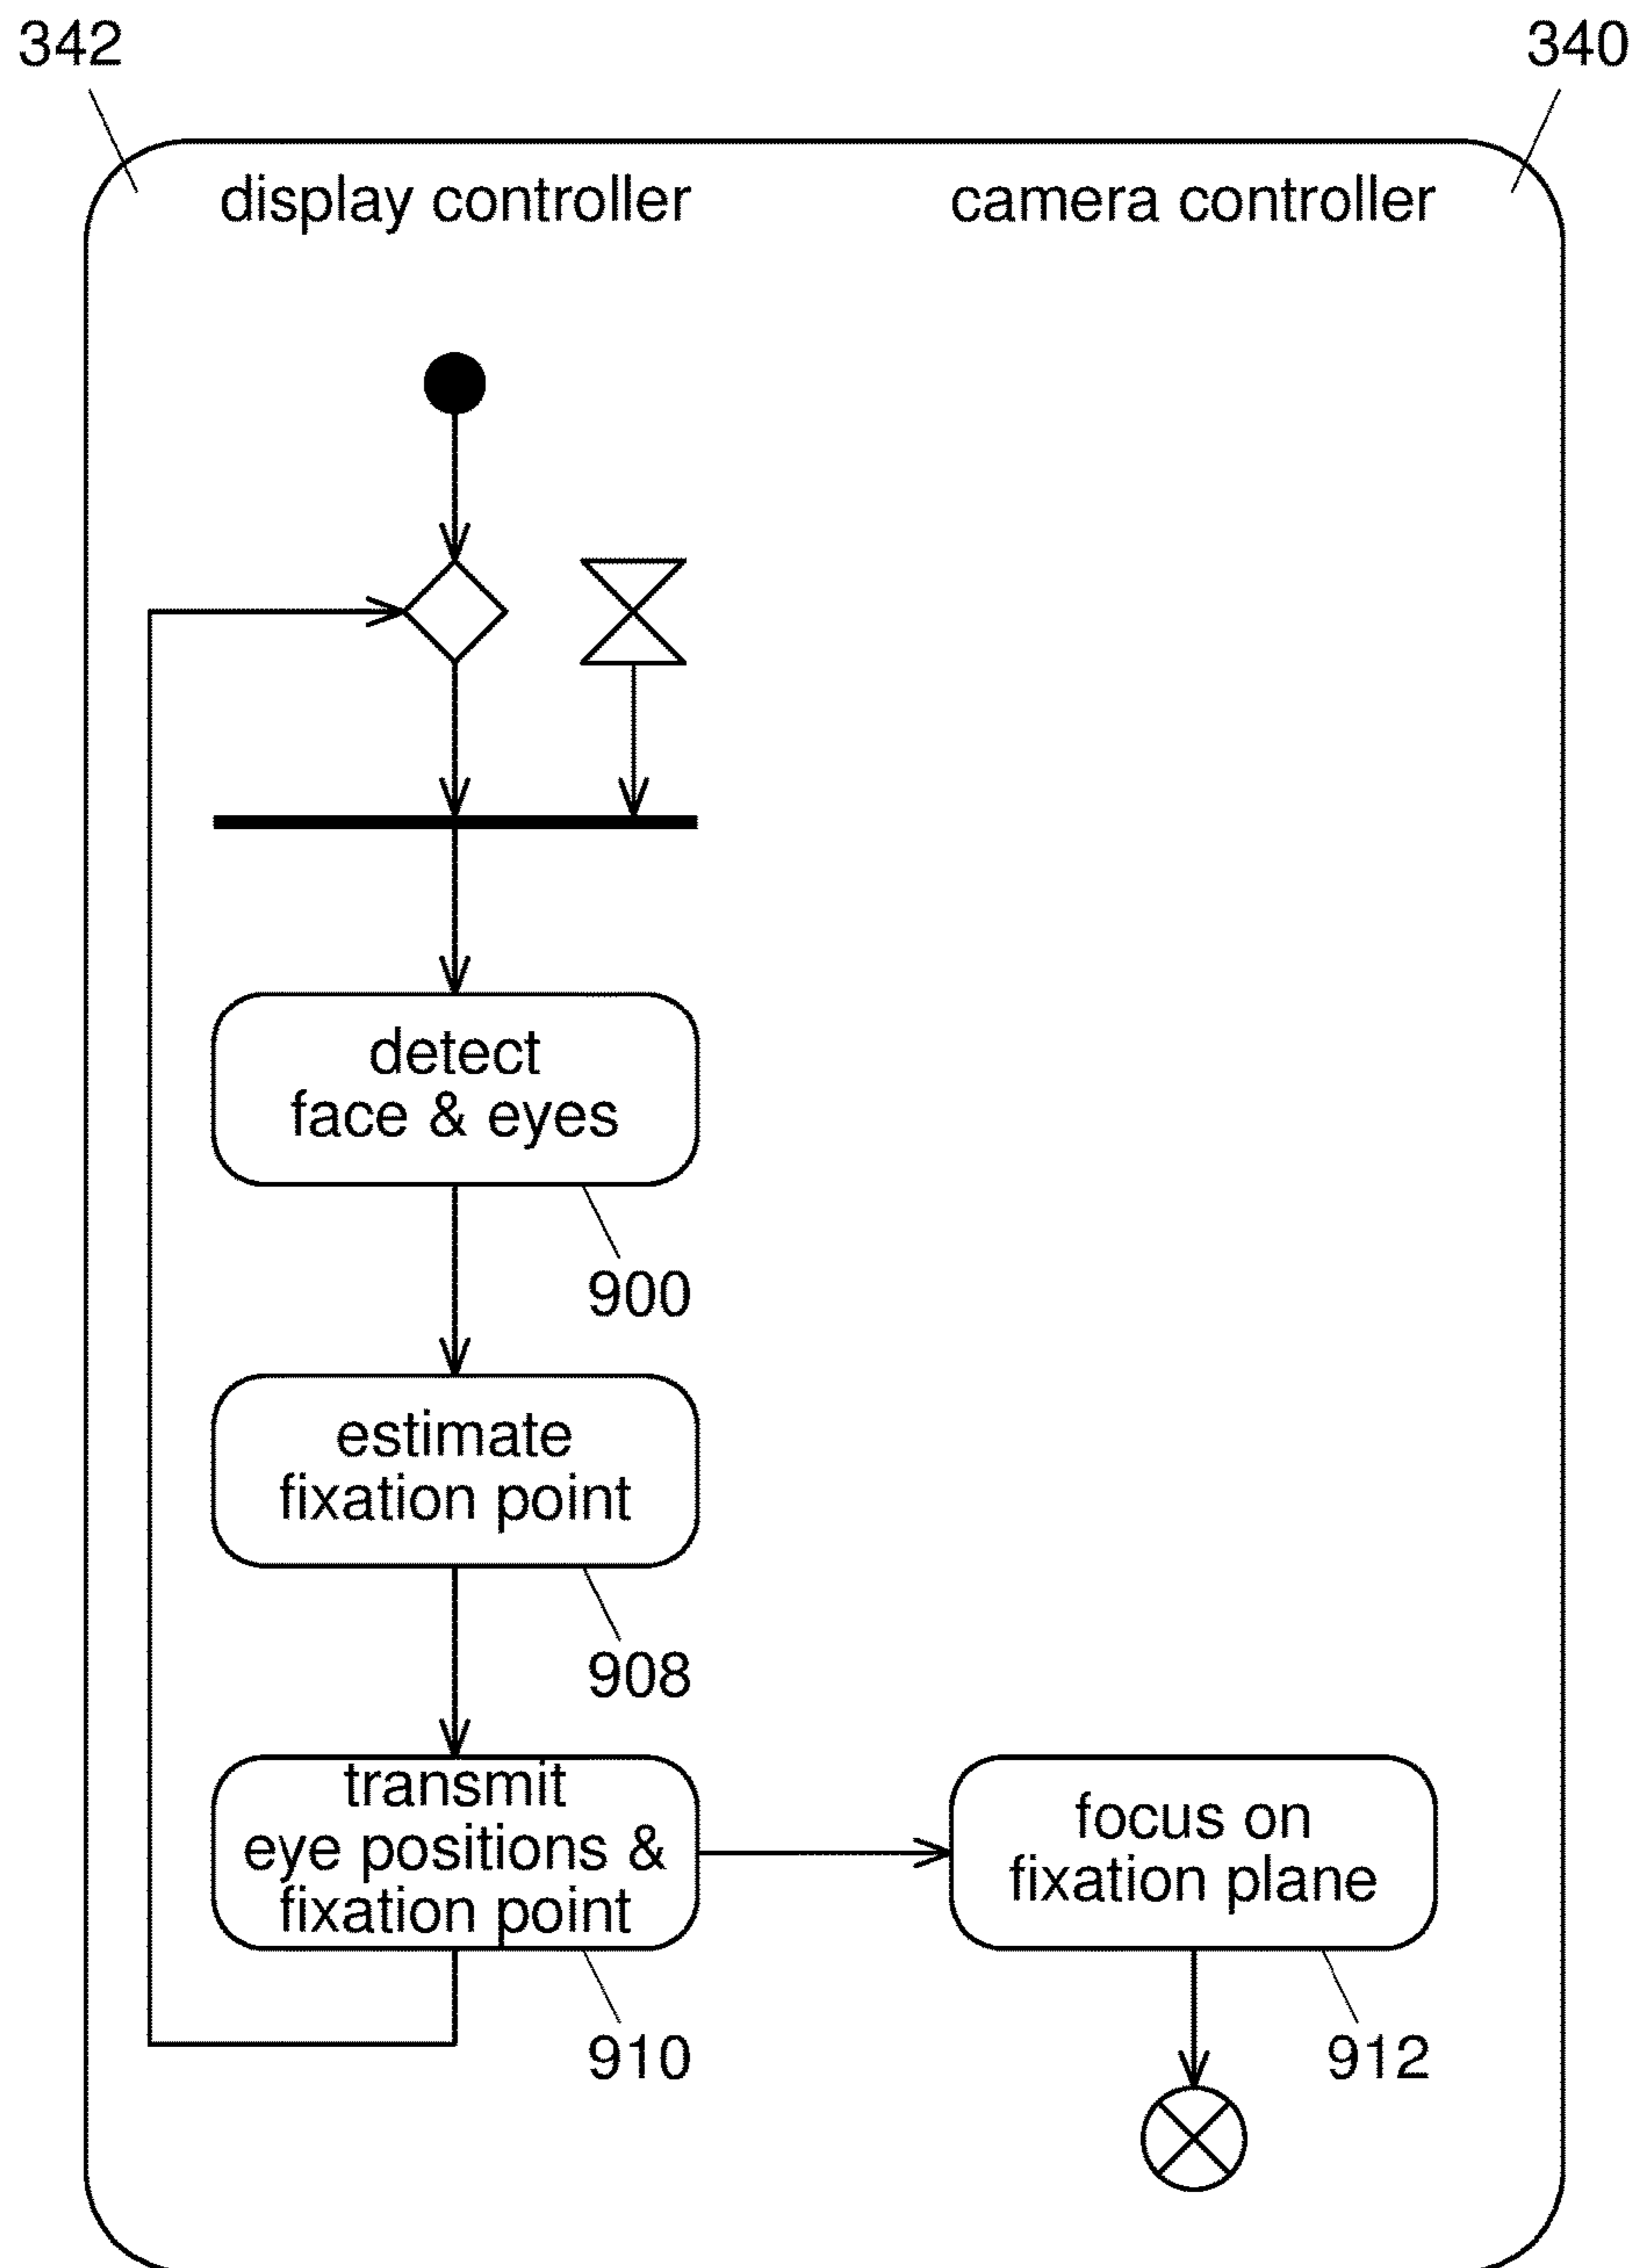 342
340
display controller
camera controller
detect
face & eyes
900
estimate
fixation point
908
transmit
eye positions &
fixation point
910
focus on
fixation plane
912